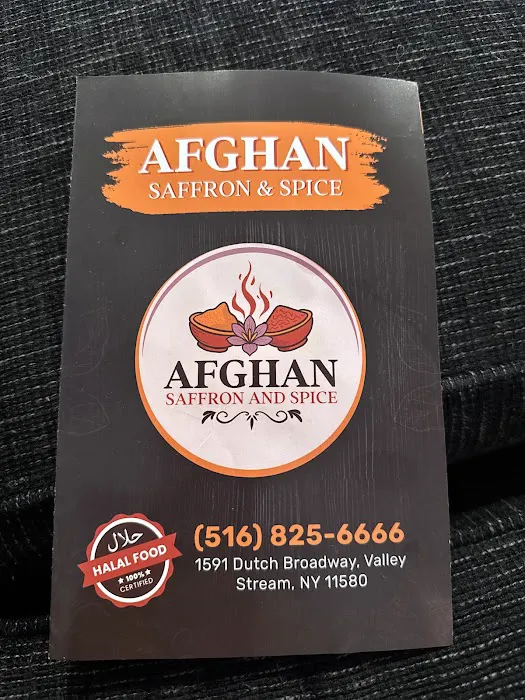 AFGHAN
SAFFRON & SPICE
AFGHAN
SAFFRON AND SPICE
(516) 825-6666
1591 Dutch Broadway, Valley
Stream, NY 11580
حلال
HALAL FOOD
★ 100% ★
CERTIFIED